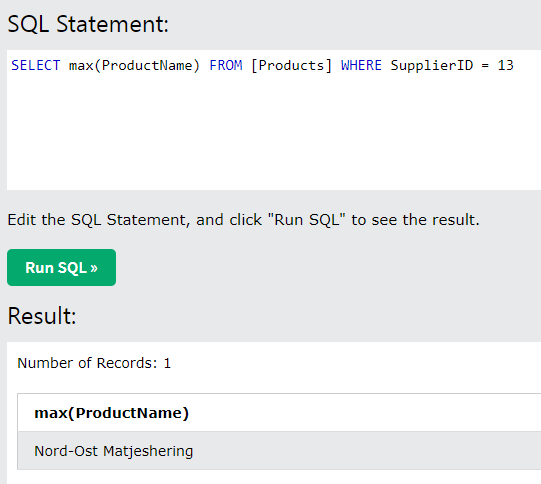 SQL Statement:
SELECT max(ProductName) FROM [Products] WHERE SupplierID = 13
Edit the SQL Statement, and click "Run SQL" to see the result.
Run SQL »
Result:
Number of Records: 1
max(ProductName)
Nord-Ost Matjeshering